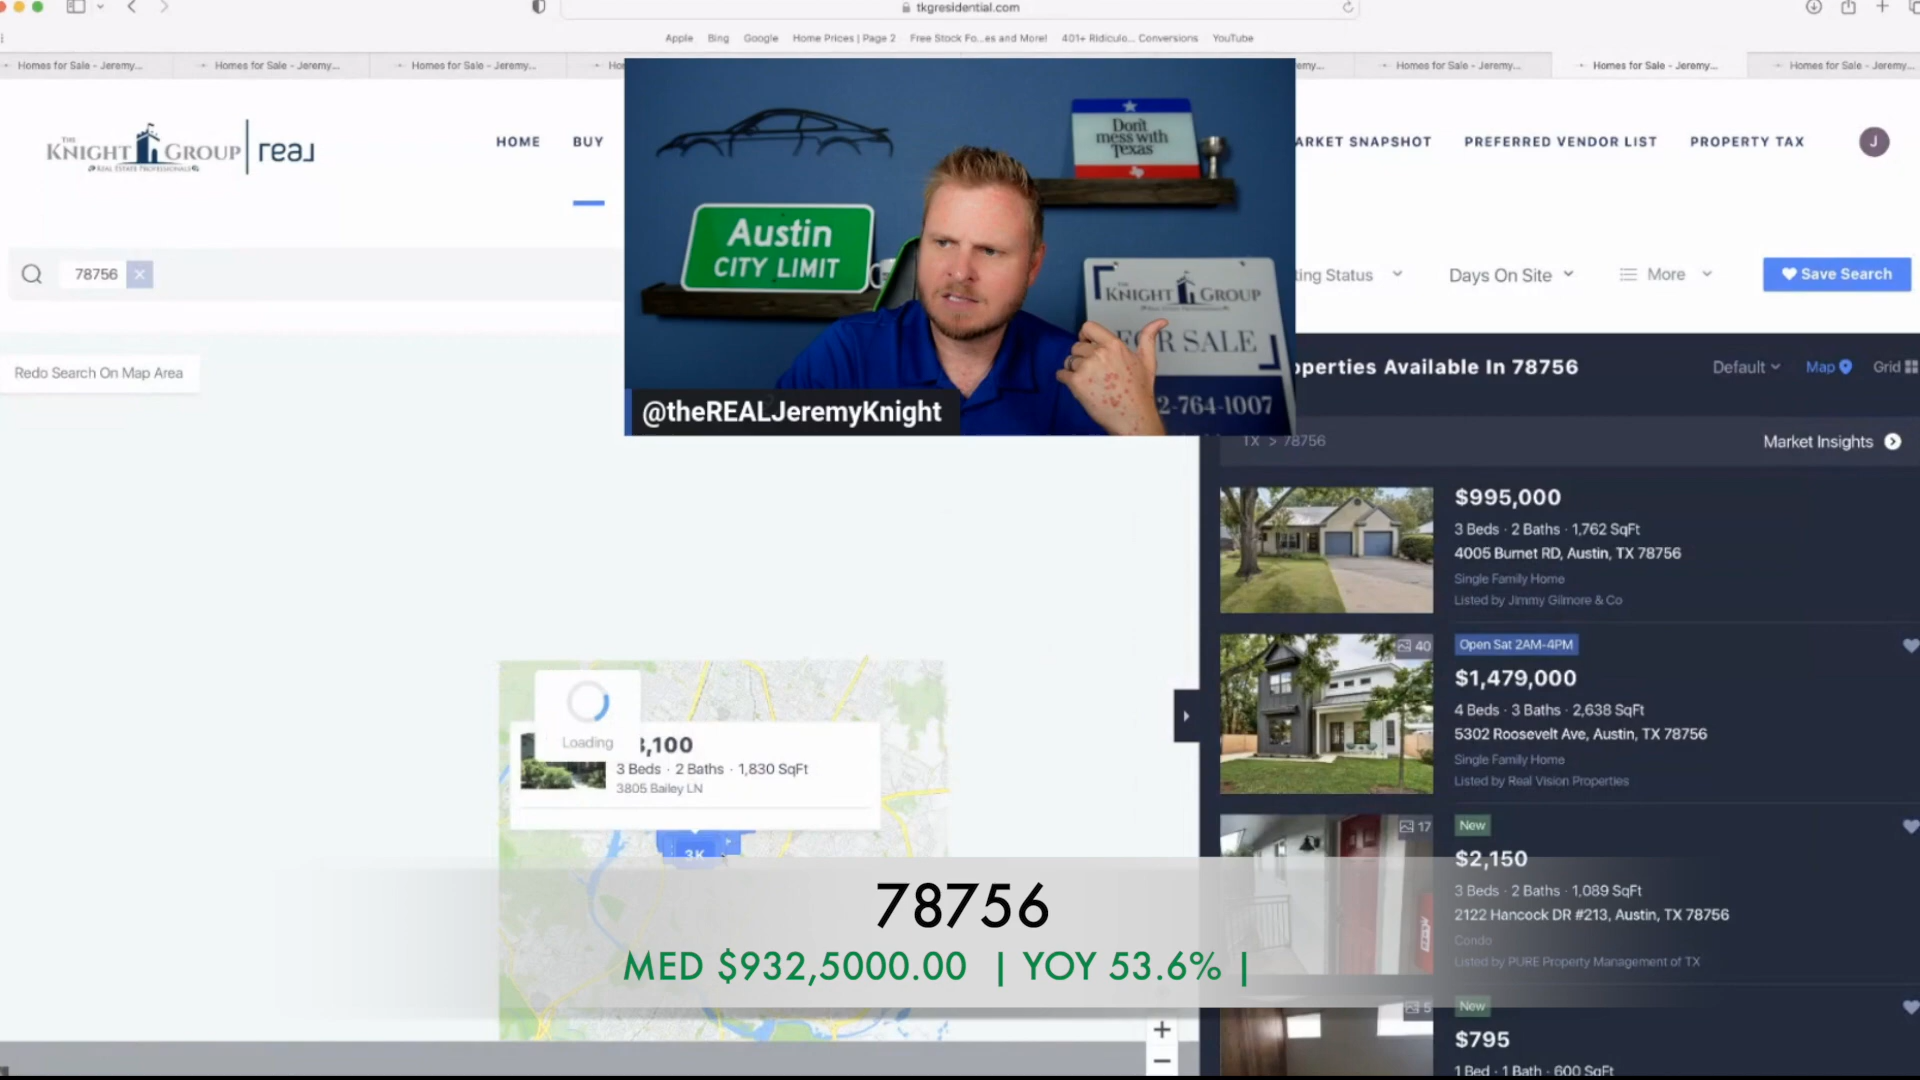 tkgresidential.com
Apple Bing Google Home Prices | Page 2 Free Stock Fo...es and More! 401+ Ridiculo... Conversions YouTube
Homes for Sale - Jeremy... Homes for Sale - Jeremy... Homes for Sale - Jeremy... Homes for Sale - Jeremy... Homes for Sale - Jeremy... Homes for Sale - Jeremy...
THE
KNIGHT GROUP
REAL ESTATE PROFESSIONALS
real
HOME BUY
ARKET SNAPSHOT PREFERRED VENDOR LIST PROPERTY TAX
J
Don't
mess with
Texas
Austin
CITY LIMIT
KNIGHT GROUP
FOR SALE
2-764-1007
@theREALJeremyKnight
78756
ting Status Days On Site More Save Search
Redo Search On Map Area
operties Available In 78756 Default Map Grid
TX > 78756 Market Insights
$995,000
3 Beds · 2 Baths · 1,762 SqFt
4005 Burnet RD, Austin, TX 78756
Single Family Home
Listed by Jimmy Gilmore & Co
40
Open Sat 2AM-4PM
$1,479,000
4 Beds · 3 Baths · 2,638 SqFt
5302 Roosevelt Ave, Austin, TX 78756
Single Family Home
Listed by Real Vision Properties
17
New
$2,150
3 Beds · 2 Baths · 1,089 SqFt
2122 Hancock DR #213, Austin, TX 78756
Condo
Listed by PURE Property Management of TX
5
New
$795
1 Bed · 1 Bath · 600 SqFt
Loading
,100
3 Beds · 2 Baths · 1,830 SqFt
3805 Bailey LN
3K
78756
MED $932,5000.00 | YOY 53.6% |